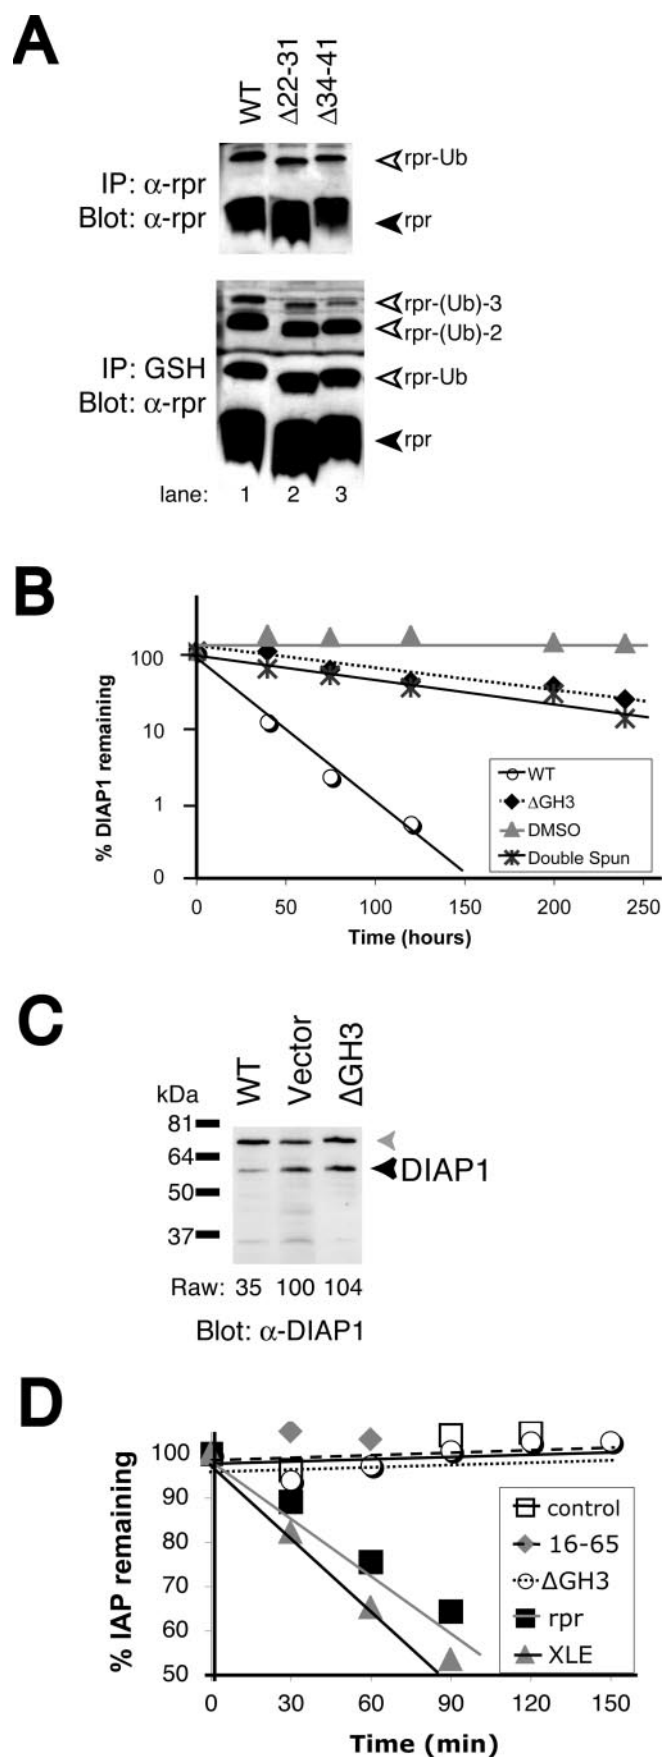 A
WT
Δ22-31
Δ34-41
IP: α-rpr
Blot: α-rpr
rpr-Ub
rpr
IP: GSH
Blot: α-rpr
rpr-(Ub)-3
rpr-(Ub)-2
rpr-Ub
rpr
lane: 1 2 3
B
% DIAP1 remaining
100
10
1
0
0 50 100 150 200 250
Time (hours)
WT
ΔGH3
DMSO
Double Spun
C
WT
Vector
ΔGH3
kDa
81
64
50
37
DIAP1
Raw: 35 100 104
Blot: α-DIAP1
D
% IAP remaining
100
90
80
70
60
50
0 30 60 90 120 150
Time (min)
control
16-65
ΔGH3
rpr
XLE